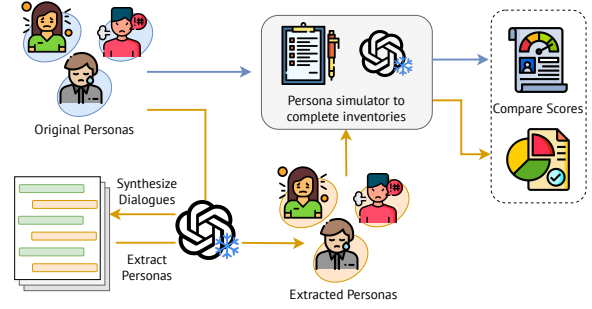 Original Personas
Persona simulator to
complete inventories
Compare Scores
Synthesize
Dialogues
Extract
Personas
Extracted Personas
!#
!#